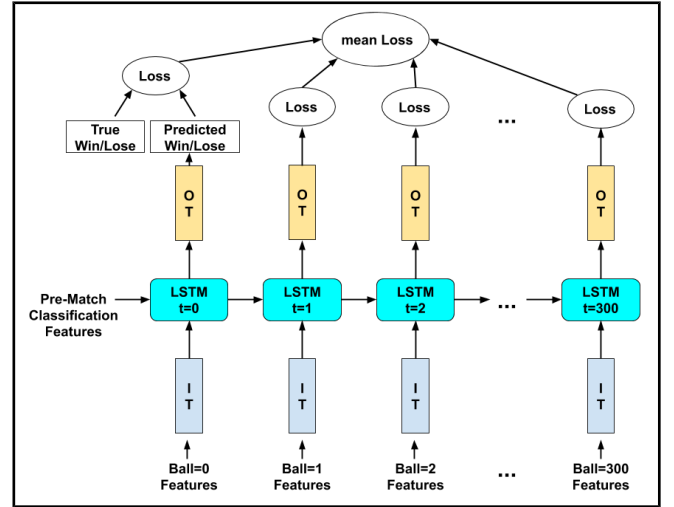 mean Loss
Loss
Loss
Loss
...
Loss
True
Win/Lose
Predicted
Win/Lose
O
T
O
T
O
T
O
T
Pre-Match
Classification
Features
LSTM
t=0
LSTM
t=1
LSTM
t=2
...
LSTM
t=300
I
T
I
T
I
T
I
T
Ball=0
Features
Ball=1
Features
Ball=2
Features
...
Ball=300
Features